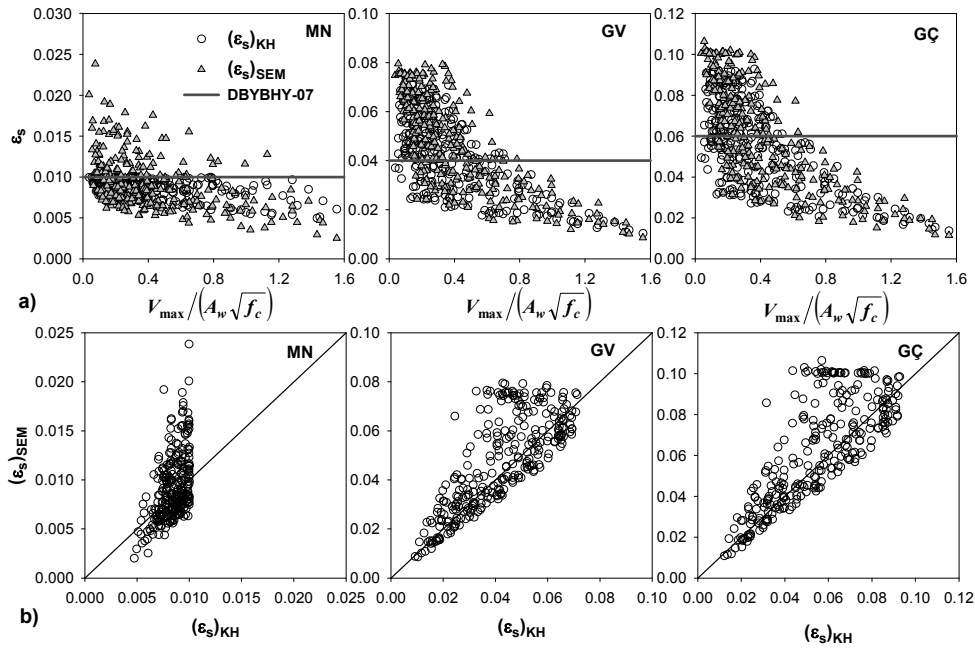 MN
(εs)KH
(εs)SEM
DBYBHY-07
εs
0.030
0.025
0.020
0.015
0.010
0.005
0.000
0.0 0.4 0.8 1.2 1.6
GV
0.10
0.08
0.06
0.04
0.02
0.00
0.0 0.4 0.8 1.2 1.6
GÇ
0.12
0.10
0.08
0.06
0.04
0.02
0.00
0.0 0.4 0.8 1.2 1.6
a)
Vmax/(Aw√fc)
Vmax/(Aw√fc)
Vmax/(Aw√fc)
MN
(εs)SEM
0.025
0.020
0.015
0.010
0.005
0.000
0.000 0.005 0.010 0.015 0.020 0.025
GV
0.10
0.08
0.06
0.04
0.02
0.00
0.00 0.02 0.04 0.06 0.08 0.10
GÇ
0.12
0.10
0.08
0.06
0.04
0.02
0.00
0.00 0.02 0.04 0.06 0.08 0.10 0.12
b)
(εs)KH
(εs)KH
(εs)KH